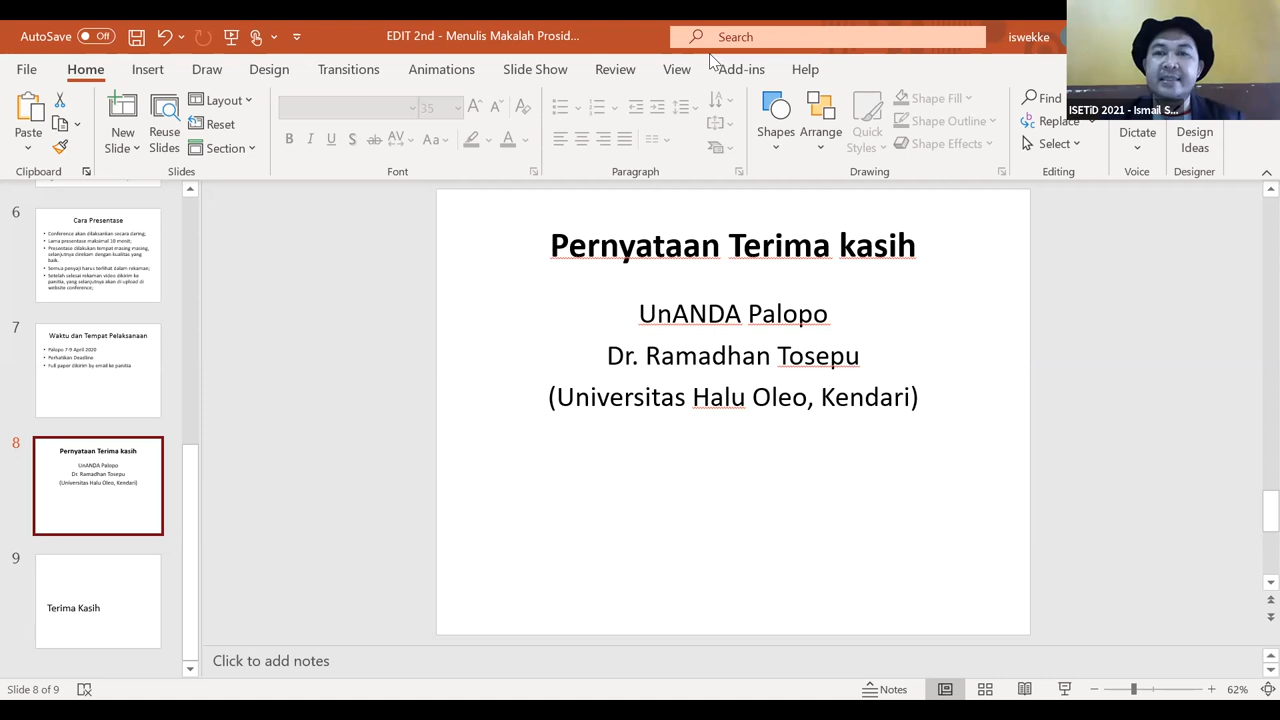 AutoSave Off
EDIT 2nd - Menulis Makalah Prosid...
Search
iswekke
ISETiD 2021 - Ismail S...
File Home Insert Draw Design Transitions Animations Slide Show Review View Add-ins Help
Paste
Clipboard
New Slide
Reuse Slides
Layout
Reset
Section
Slides
35
B I U S ab AV Aa A
Font
Paragraph
Shapes
Arrange
Quick Styles
Shape Fill
Shape Outline
Shape Effects
Drawing
Find
Replace
Select
Editing
Dictate
Voice
Design Ideas
Designer
6
Cara Presentase
• Conference akan dilaksankan secara daring;
• Lama presentase maksimal 10 menit;
• Presentase dilakukan tempat masing masing,
selanjutnya direkam dengan kualitas yang
baik.
• Semua penyaji harus terlihat dalam rekaman;
• Setelah selesai rekaman video dikirim ke
panitia, yang selanjutnya akan di upload di
website conference;
7
Waktu dan Tempat Pelaksanaan
• Palopo 7-9 April 2020
• Perhatikan Deadline
• Full paper dikirim by email ke panitia
8
Pernyataan Terima kasih
UnANDA Palopo
Dr. Ramadhan Tosepu
(Universitas Halu Oleo, Kendari)
9
Terima Kasih
Pernyataan Terima kasih
UnANDA Palopo
Dr. Ramadhan Tosepu
(Universitas Halu Oleo, Kendari)
Click to add notes
Slide 8 of 9
Notes
62%